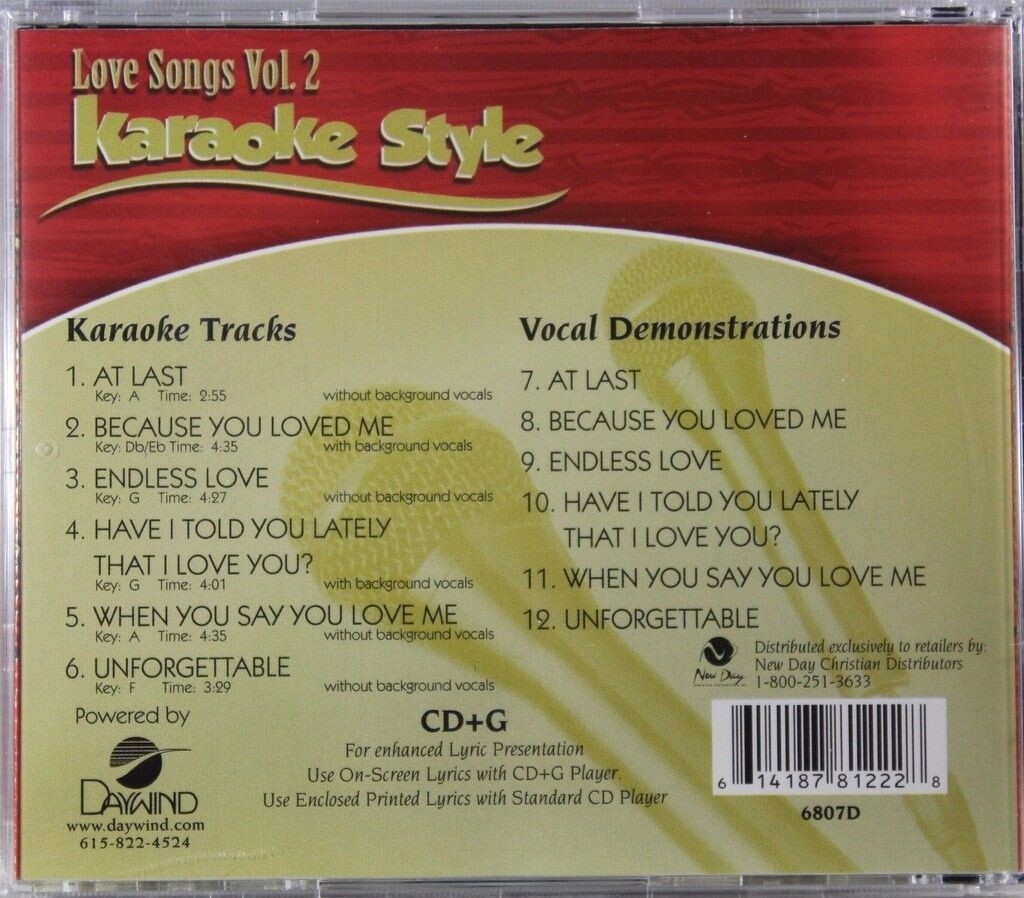 Love Songs Vol. 2
Karaoke Style
Karaoke Tracks
1. AT LAST
Key: A Time: 2:55 without background vocals
2. BECAUSE YOU LOVED ME
Key: Db/Eb Time: 4:35 with background vocals
3. ENDLESS LOVE
Key: G Time: 4:27 without background vocals
4. HAVE I TOLD YOU LATELY
THAT I LOVE YOU?
Key: G Time: 4:01 with background vocals
5. WHEN YOU SAY YOU LOVE ME
Key: A Time: 4:35 without background vocals
6. UNFORGETTABLE
Key: F Time: 3:29 without background vocals
Vocal Demonstrations
7. AT LAST
8. BECAUSE YOU LOVED ME
9. ENDLESS LOVE
10. HAVE I TOLD YOU LATELY
THAT I LOVE YOU?
11. WHEN YOU SAY YOU LOVE ME
12. UNFORGETTABLE
New Day
Distributed exclusively to retailers by:
New Day Christian Distributors
1-800-251-3633
Powered by
DAYWIND
www.daywind.com
615-822-4524
CD+G
For enhanced Lyric Presentation
Use On-Screen Lyrics with CD+G Player.
Use Enclosed Printed Lyrics with Standard CD Player
6 14187 81222 8
6807D